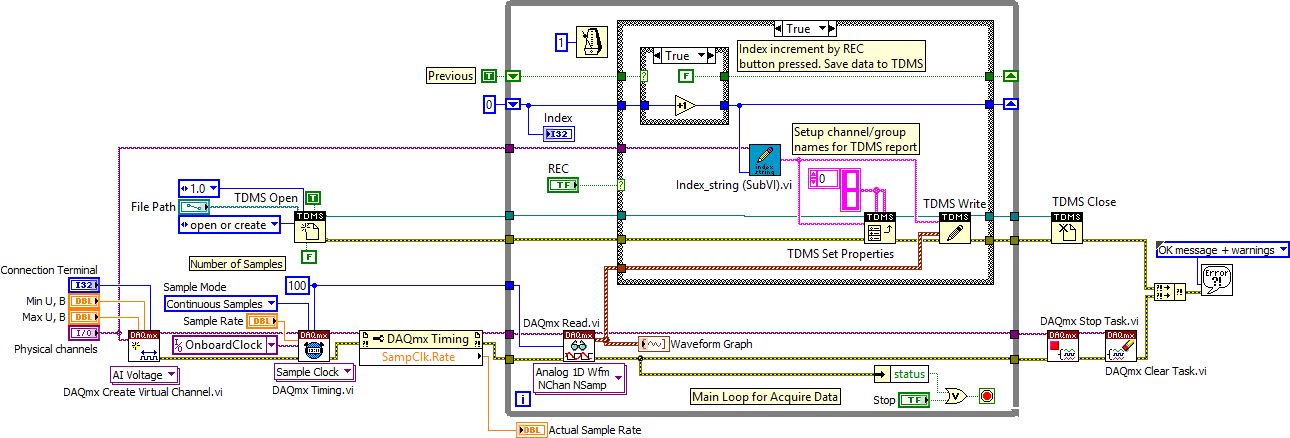 True
1
True
Index increment by REC
button pressed. Save data to TDMS
Previous
T
?
F
0
+1
Index
I32
Setup channel/group
names for TDMS report
index
string
Index_string (SubVI).vi
0
REC
TF
?
1.0
T
TDMS Open
File Path
TDMS
open or create
F
TDMS
TDMS Set Properties
TDMS Write
TDMS
TDMS Close
TDMS
OK message + warnings
Error
?!
Number of Samples
Connection Terminal
I32
Min U, B
DBL
Max U, B
DBL
I/O
Physical channels
Sample Mode
100
Continuous Samples
Sample Rate
DBL
DAQmx
OnboardClock
DAQmx
AI Voltage
DAQmx Create Virtual Channel.vi
Sample Clock
DAQmx Timing.vi
DAQmx Timing
SampClk.Rate
DAQmx Read.vi
DAQmx
Waveform Graph
Analog 1D Wfm
NChan NSamp
i
Main Loop for Acquire Data
status
Stop
TF
V
DAQmx Stop Task.vi
DAQmx
DAQmx
DAQmx Clear Task.vi
DBL
Actual Sample Rate